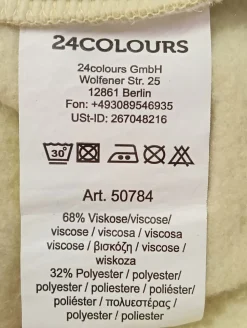 24COLOURS
24colours GmbH
Wolfener Str. 25
12861 Berlin
Fon: +493089546935
USt-ID: 267048216
30°
Art. 50784
68% Viskose/viscose/
viscose / viscosa / viscosa
viscose / βισκόζη / viscose /
wiskoza
32% Polyester / polyester/
polyester / poliestere / poliéster/
poliéster / πολυεστέρας /
polyester / poliester